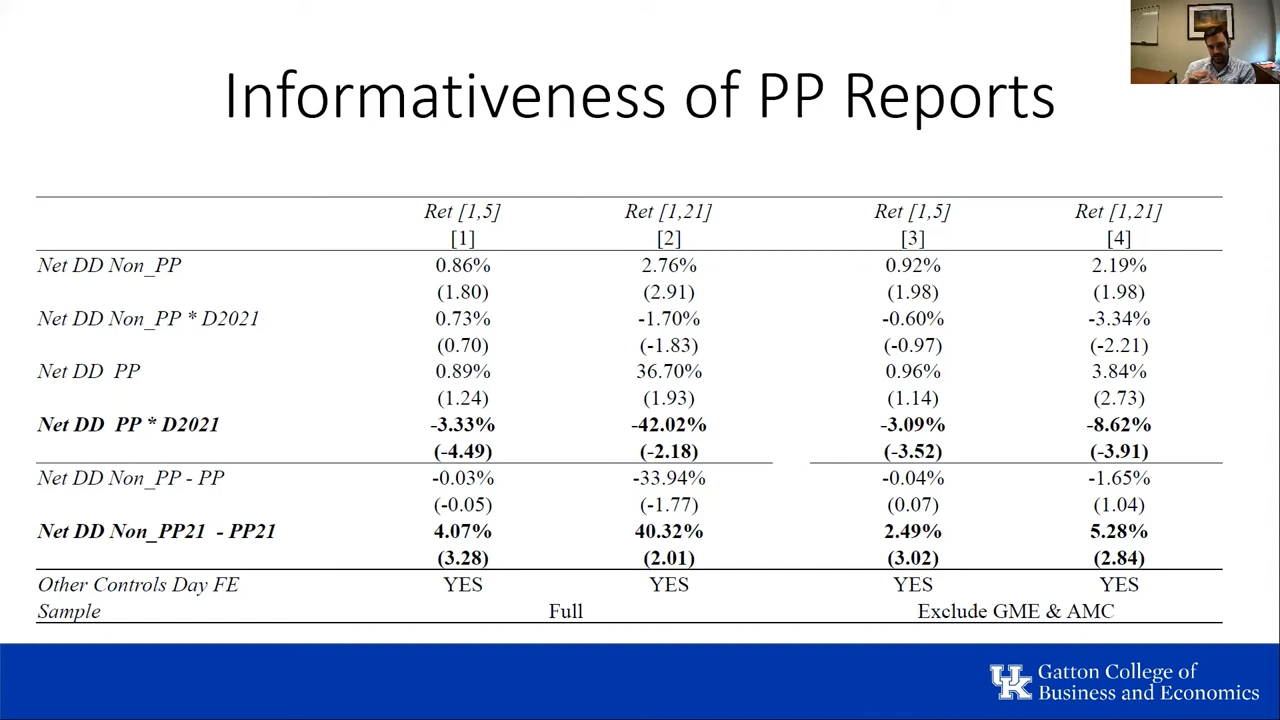 Informativeness of PP Reports
Ret [1,5] Ret [1,21] Ret [1,5] Ret [1,21]
[1] [2] [3] [4]
Net DD Non_PP 0.86% 2.76% 0.92% 2.19%
(1.80) (2.91) (1.98) (1.98)
Net DD Non_PP * D2021 0.73% -1.70% -0.60% -3.34%
(0.70) (-1.83) (-0.97) (-2.21)
Net DD PP 0.89% 36.70% 0.96% 3.84%
(1.24) (1.93) (1.14) (2.73)
Net DD PP * D2021 -3.33% -42.02% -3.09% -8.62%
(-4.49) (-2.18) (-3.52) (-3.91)
Net DD Non_PP - PP -0.03% -33.94% -0.04% -1.65%
(-0.05) (-1.77) (0.07) (1.04)
Net DD Non_PP21 - PP21 4.07% 40.32% 2.49% 5.28%
(3.28) (2.01) (3.02) (2.84)
Other Controls Day FE YES YES YES YES
Sample Full Exclude GME & AMC
UK Gatton College of
Business and Economics